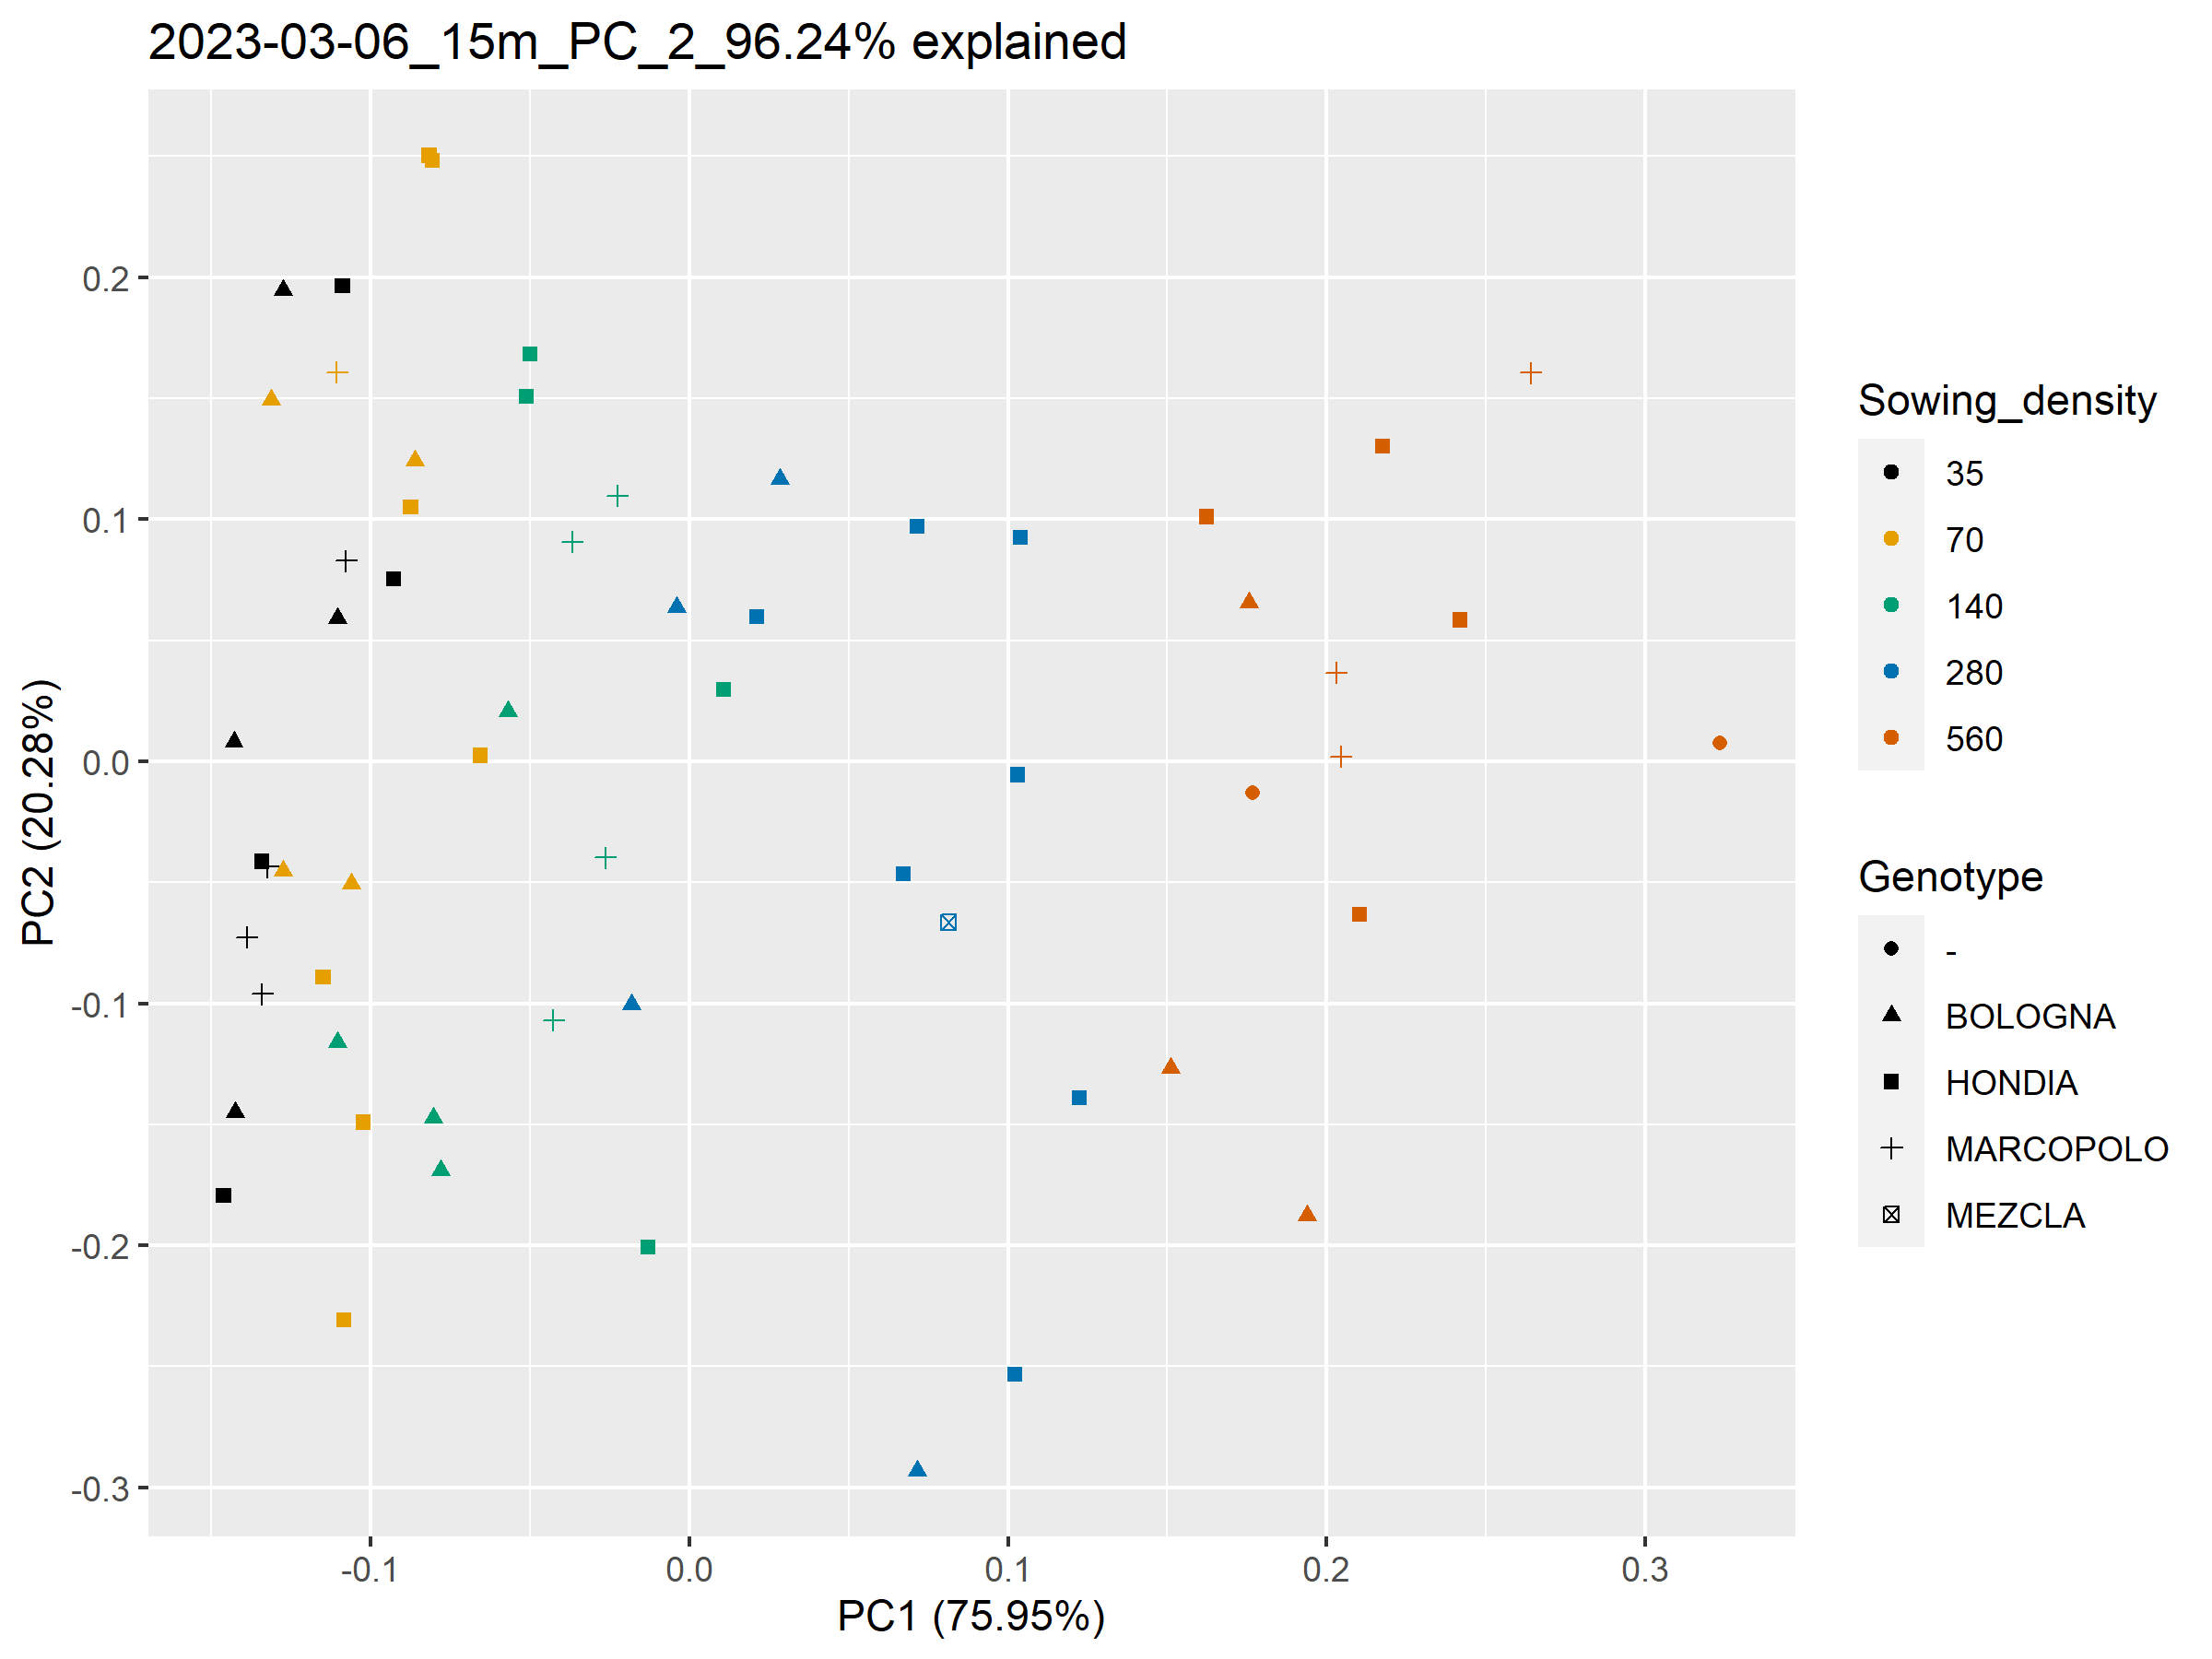 2023-03-06_15m_PC_2_96.24% explained
0.2
0.1
0.0
-0.1
-0.2
-0.3
PC2 (20.28%)
-0.1
0.0
0.1
0.2
0.3
PC1 (75.95%)
Sowing_density
35
70
140
280
560
Genotype
-
BOLOGNA
HONDIA
MARCOPOLO
MEZCLA